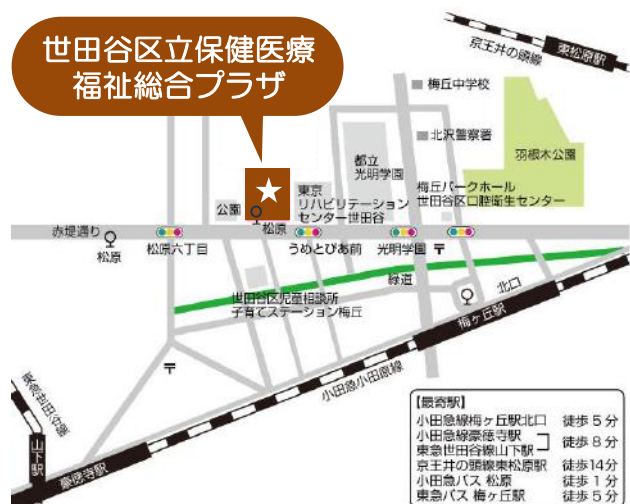 世田谷区立保健医療
福祉総合プラザ
京王井の頭線
東松原駅
梅丘中学校
北沢警察署
羽根木公園
都立
光明学園
公園
松原
東京
リハビリテーション
センター世田谷
梅丘パークホール
世田谷区口腔衛生センター
赤堤通り
松原
松原六丁目
うめとぴあ前
光明学園
〒
緑道
世田谷区児童相談所
子育てステーション梅丘
北口
梅ヶ丘駅
〒
小田急小田原線
東急世田谷線
山下駅
豪徳寺駅
【最寄駅】
小田急線梅ヶ丘駅北口 徒歩5分
小田急線豪徳寺駅
東急世田谷線山下駅 徒歩8分
京王井の頭線東松原駅 徒歩14分
小田急バス 松原 徒歩1分
東急バス 梅ヶ丘駅 徒歩5分